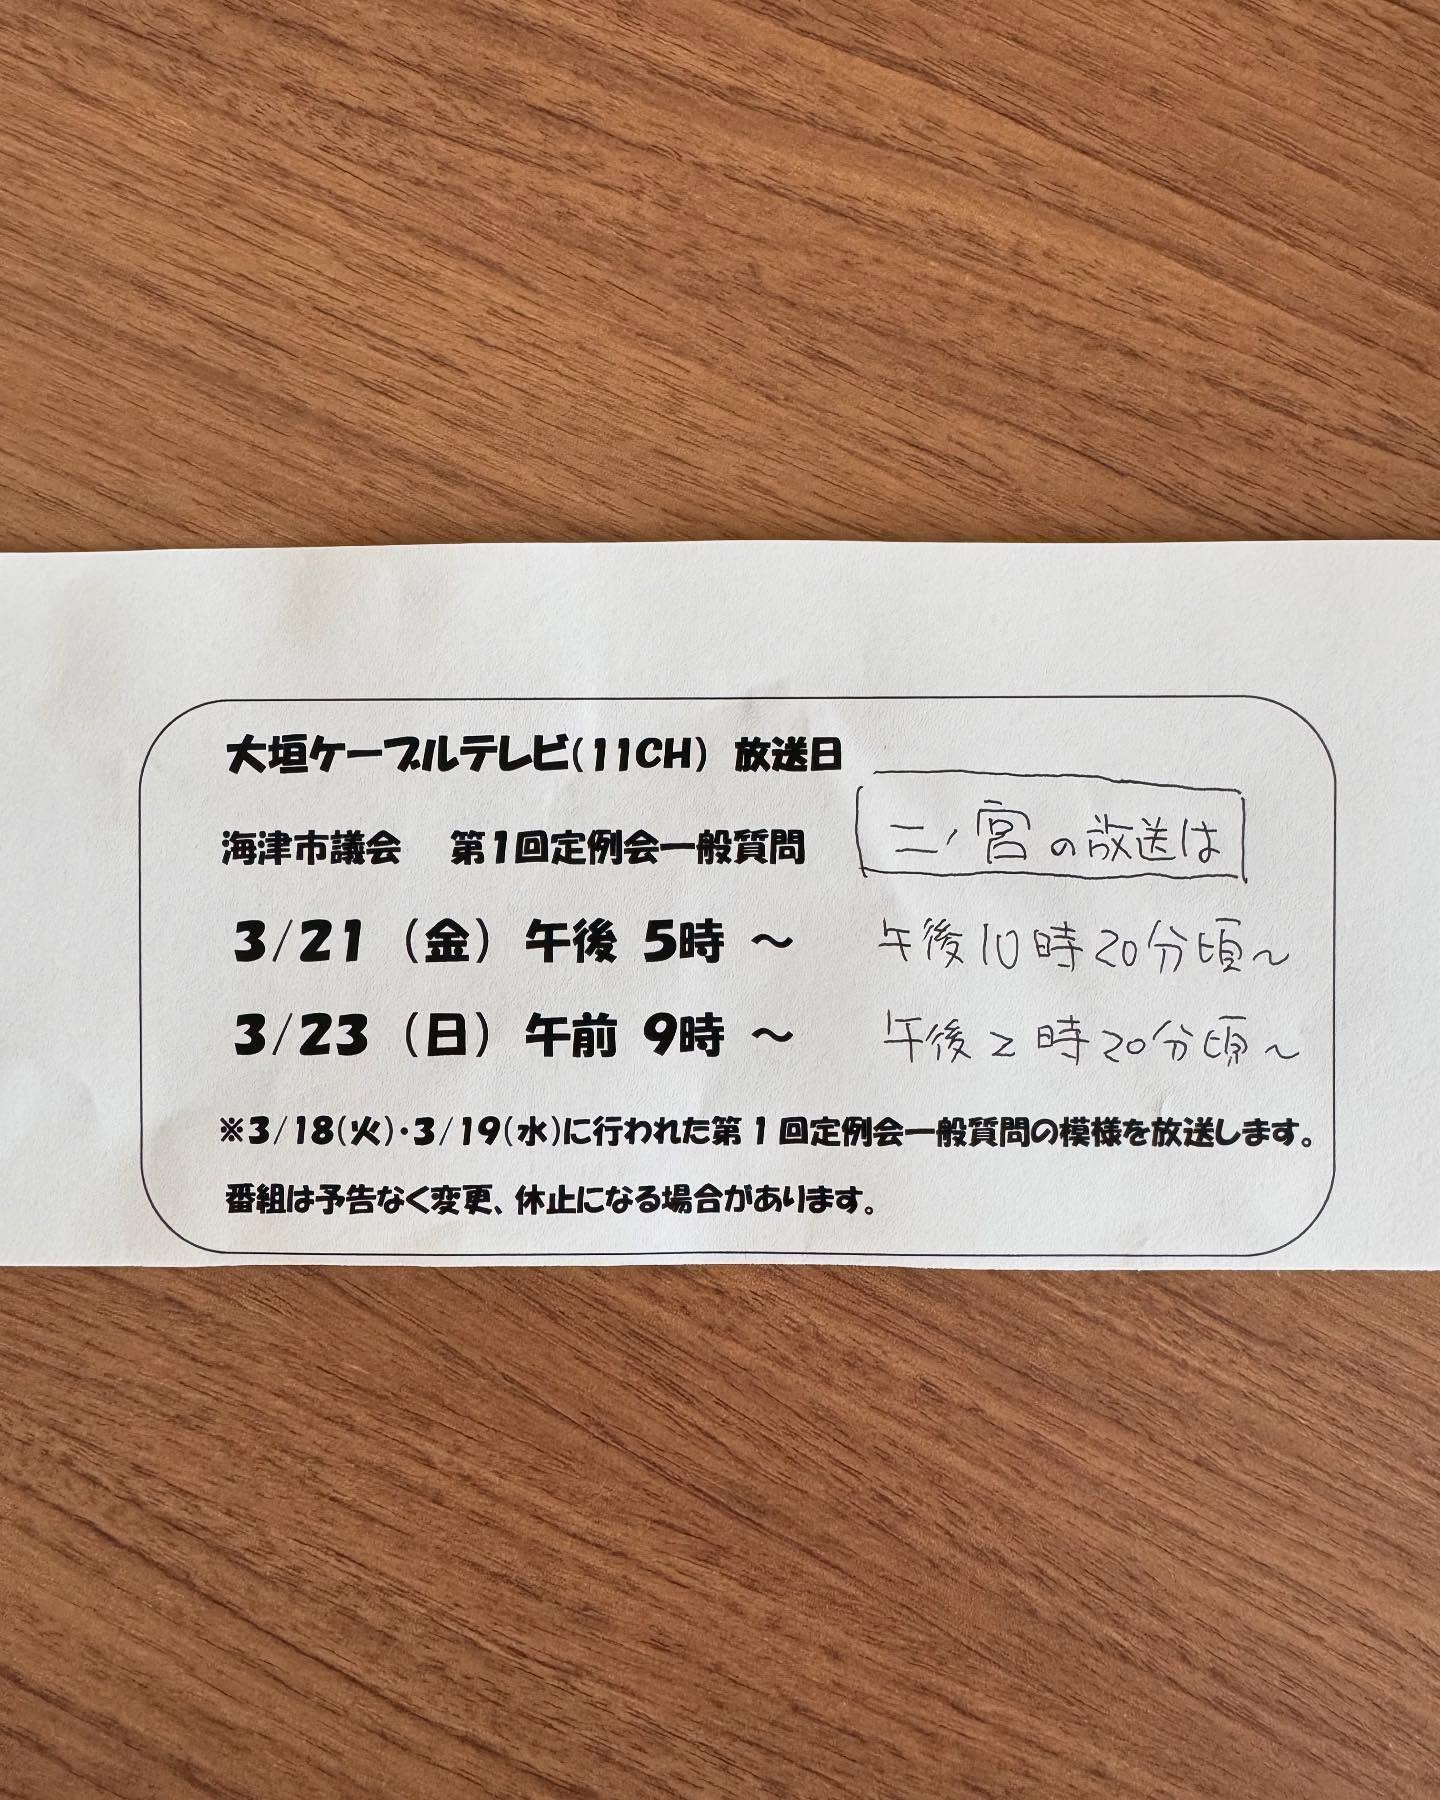 大垣ケーブルテレビ(11CH) 放送日
海津市議会 第1回定例会一般質問
二ノ宮の放送は
3/21 (金) 午後 5時 ～
午後10時20分頃～
3/23 (日) 午前 9時 ～
午後2時20分頃～
※3/18(火)・3/19(水)に行われた第1回定例会一般質問の模様を放送します。
番組は予告なく変更、休止になる場合があります。